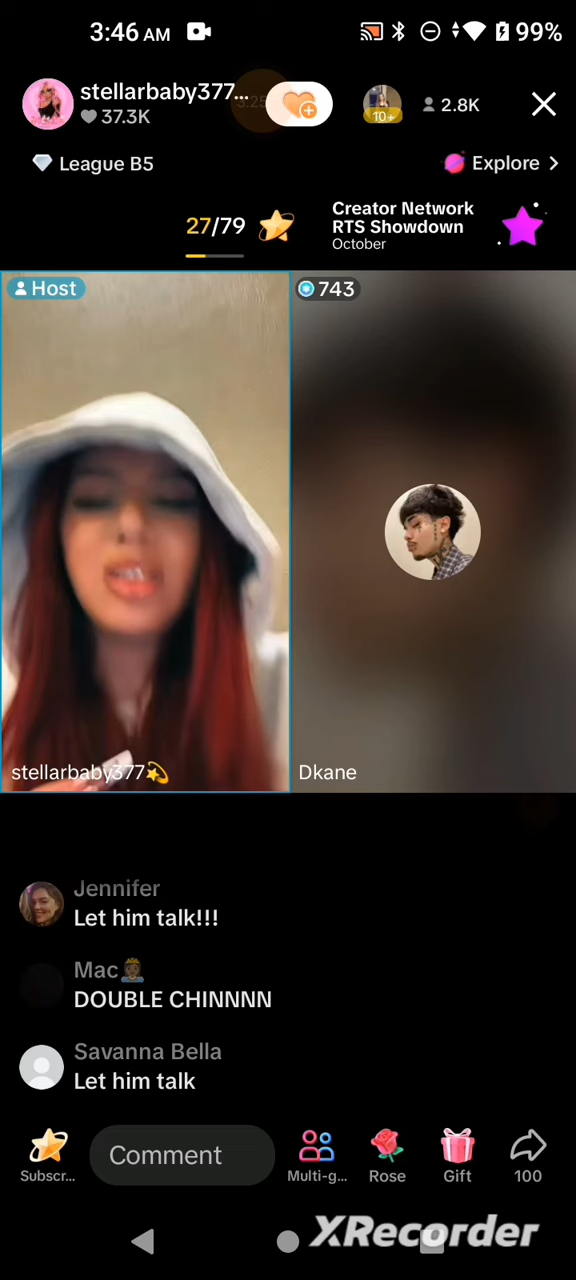 3:46 AM
99%
stellarbaby377...
37.3K
10+
2.8K
League B5
Explore >
27/79
Creator Network
RTS Showdown
October
Host
743
stellarbaby377💫
Dkane
Jennifer
Let him talk!!!
Mac👸🏽
DOUBLE CHINNNN
Savanna Bella
Let him talk
Comment
Subscr...
Multi-g...
Rose
Gift
100
XRecorder